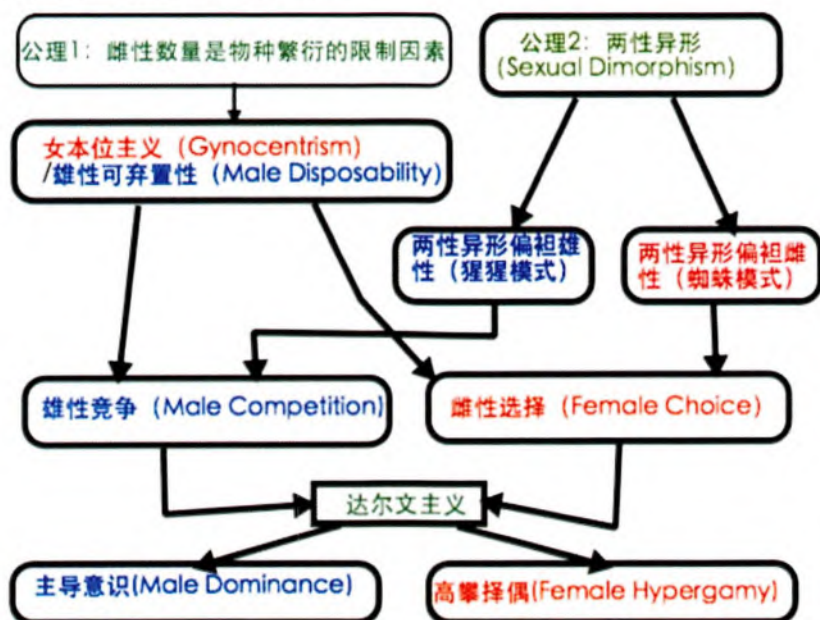 公理1：雌性数量是物种繁衍的限制因素
公理2：两性异形
(Sexual Dimorphism)
女本位主义（Gynocentrism)
/雄性可弃置性（Male Disposability)
两性异形偏袒雄
性（猩猩模式）
两性异形偏袒雌
性（蜘蛛模式）
雄性竞争（Male Competition)
雌性选择（Female Choice)
达尔文主义
主导意识(Male Dominance)
高攀择偶(Female Hypergamy)